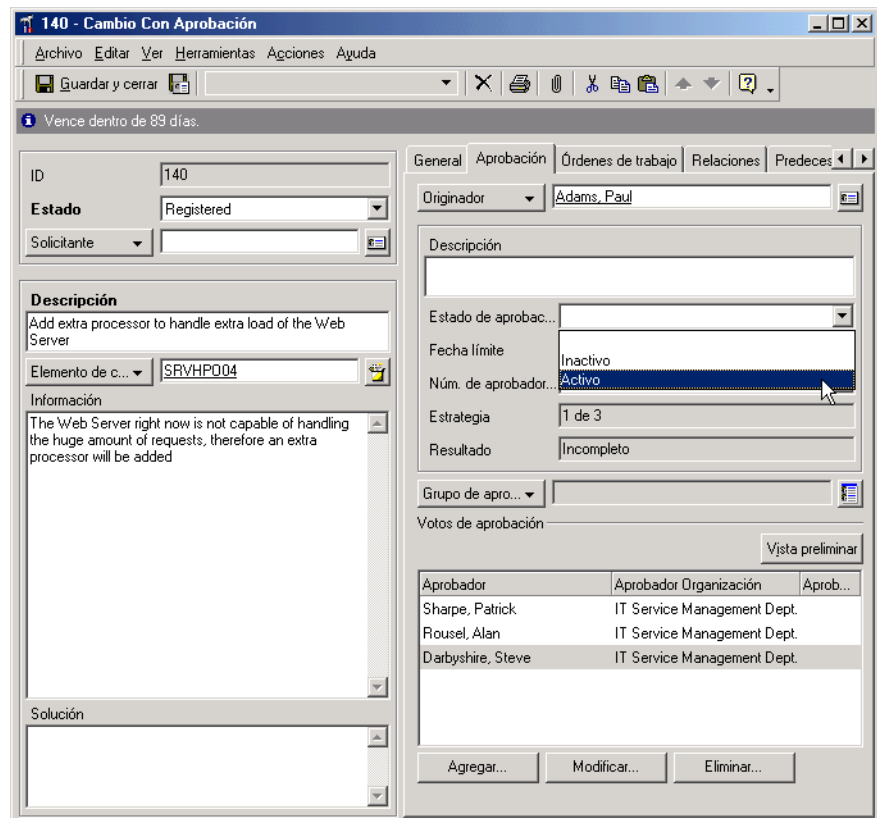 140 - Cambio Con Aprobación
Archivo Editar Ver Herramientas Acciones Ayuda
Guardar y cerrar
Vence dentro de 89 días.
ID
140
Estado
Registered
Solicitante
Descripción
Add extra processor to handle extra load of the Web
Server
Elemento de c...
SRVHPO04
Información
The Web Server right now is not capable of handling
the huge amount of requests, therefore an extra
processor will be added
Solución
General Aprobación Órdenes de trabajo Relaciones Predeces
Originador
Adams, Paul
Descripción
Estado de aprobac...
Fecha límite
Inactivo
Núm. de aprobador...
Activo
Estrategia
1 de 3
Resultado
Incompleto
Grupo de apro...
Votos de aprobación
Vista preliminar
Aprobador Aprobador Organización Aprob...
Sharpe, Patrick IT Service Management Dept.
Rousel, Alan IT Service Management Dept.
Darbyshire, Steve IT Service Management Dept.
Agregar... Modificar... Eliminar...